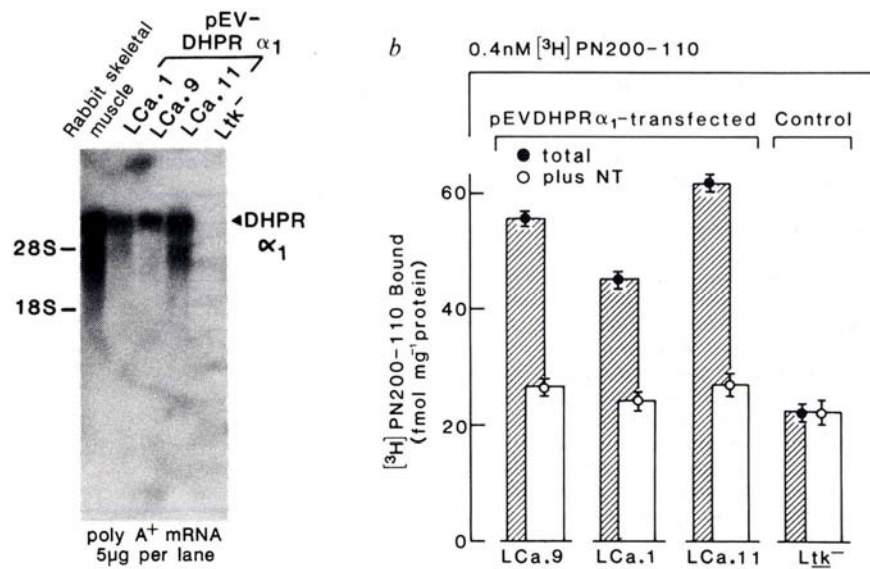 pEV-
DHPR α₁
Rabbit skeletal
muscle
LCa.1
LCa.9
LCa.11
Ltk⁻
28S
18S
◄DHPR
α₁
poly A⁺ mRNA
5µg per lane
b 0.4nM [³H] PN200-110
pEVDHPRα₁-transfected Control
● total
○ plus NT
[³H] PN200-110 Bound
(fmol mg⁻¹ protein)
60
40
20
0
LCa.9 LCa.1 LCa.11 Ltk⁻